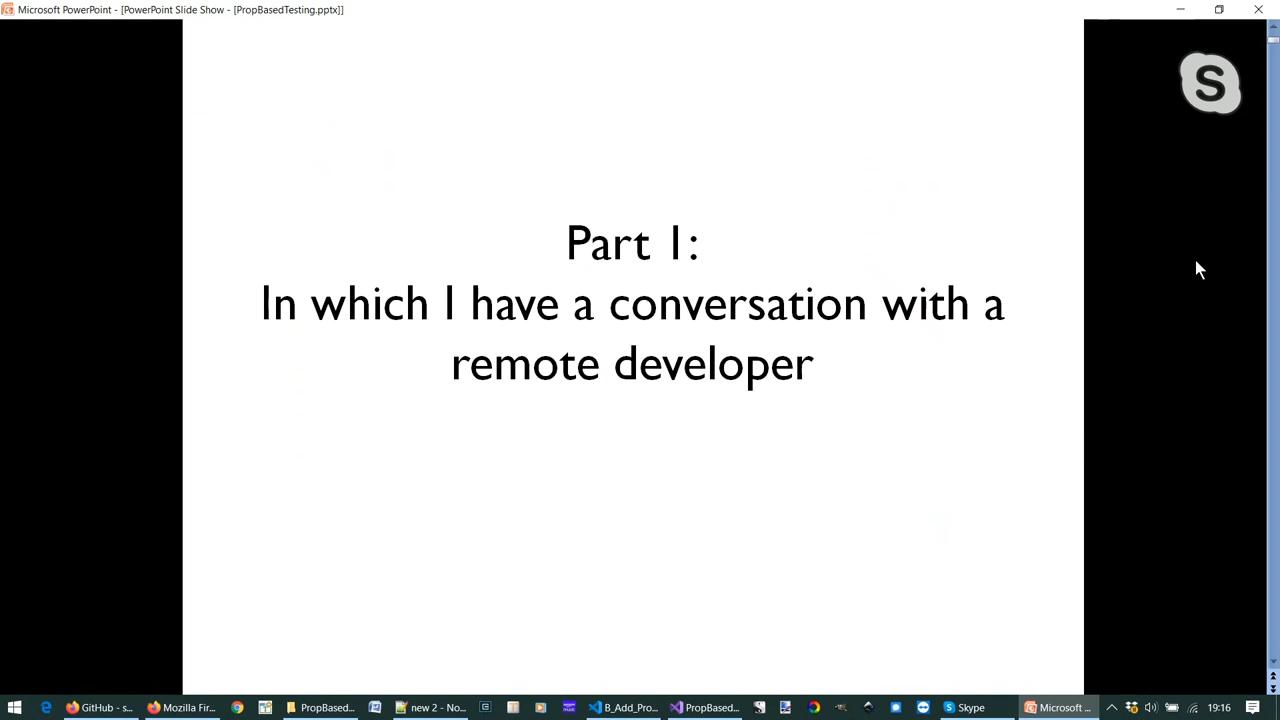 Microsoft PowerPoint - [PowerPoint Slide Show - [PropBasedTesting.pptx]]
S
Part 1:
In which I have a conversation with a
remote developer
GitHub - s...
Mozilla Fir...
PropBased...
new 2 - No...
B_Add_Pro...
PropBased...
Skype
Microsoft ...
19:16